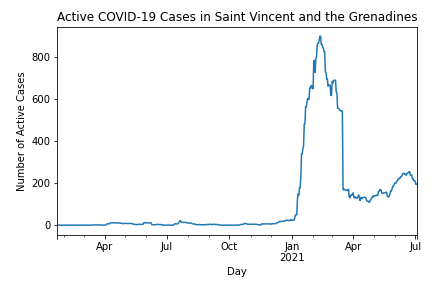 Active COVID-19 Cases in Saint Vincent and the Grenadines
Number of Active Cases
800
600
400
200
0
Apr
Jul
Oct
Jan
2021
Apr
Jul
Day